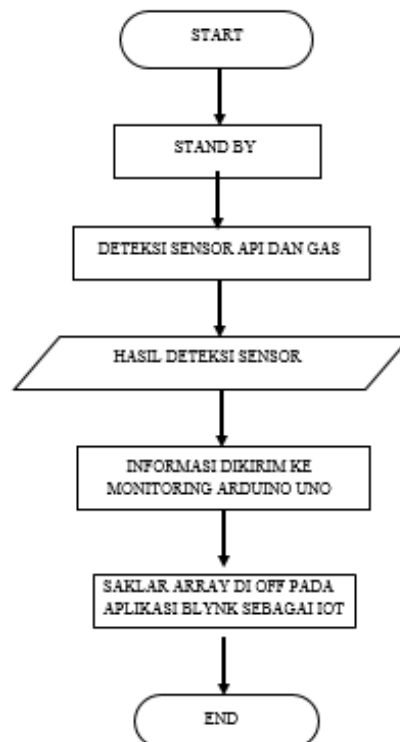 START
STAND BY
DETEKSI SENSOR API DAN GAS
HASIL DETEKSI SENSOR
INFORMASI DIKIRIM KE
MONITORING ARDUINO UNO
SAKLAR ARRAY DI OFF PADA
APLIKASI BLYNK SEBAGAI IOT
END